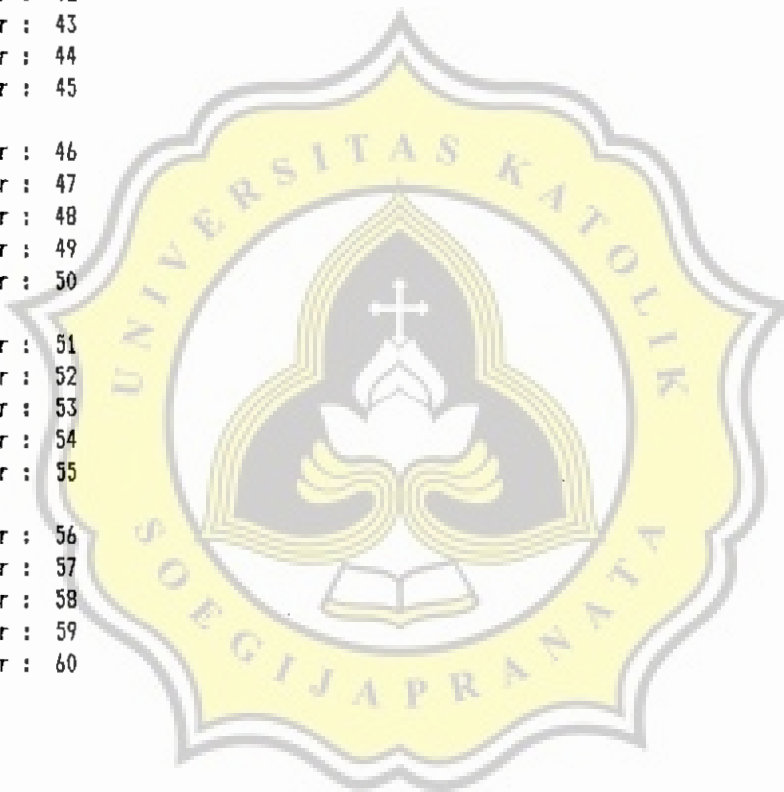 r : 43
r : 44
r : 45
r : 46
r : 47
r : 48
r : 49
r : 50
r : 51
r : 52
r : 53
r : 54
r : 55
r : 56
r : 57
r : 58
r : 59
r : 60
UNIVERSITAS KATOLIK
SOEGIJAPRANATA